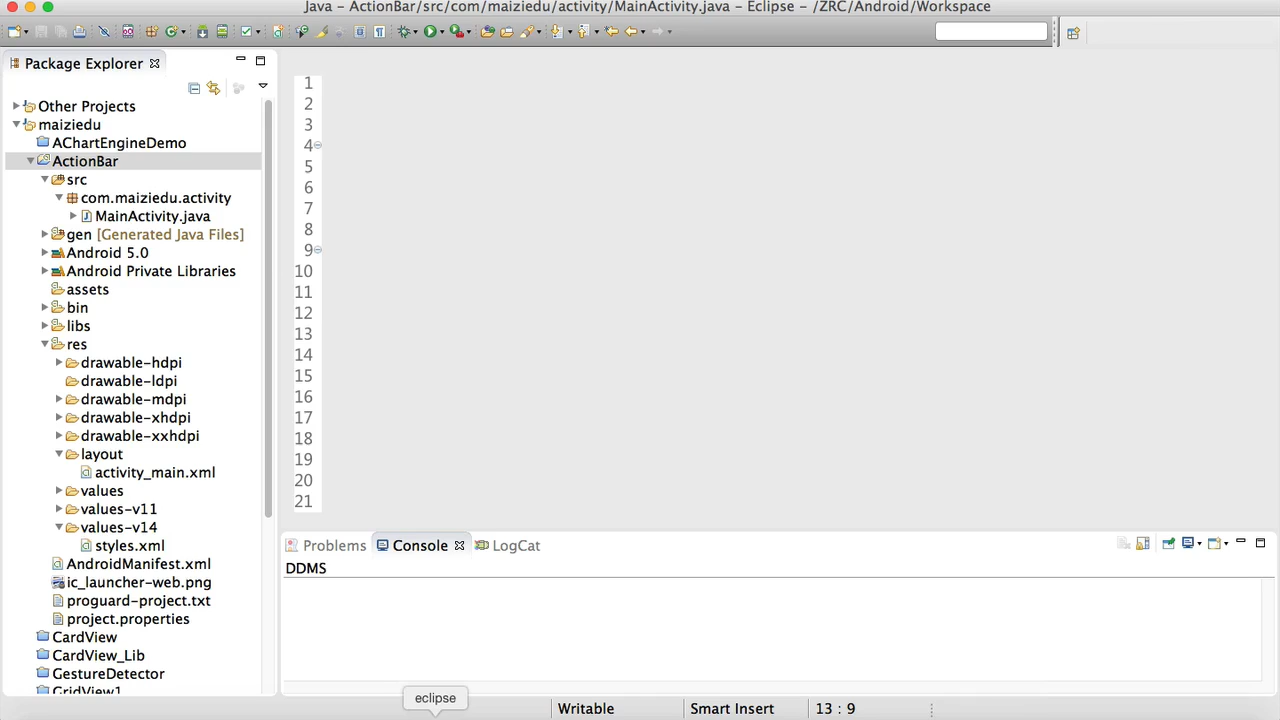 Java – ActionBar/src/com/maiziedu/activity/MainActivity.java – Eclipse – /ZRC/Android/Workspace
Package Explorer
Other Projects
maiziedu
AChartEngineDemo
ActionBar
src
com.maiziedu.activity
MainActivity.java
gen [Generated Java Files]
Android 5.0
Android Private Libraries
assets
bin
libs
res
drawable-hdpi
drawable-ldpi
drawable-mdpi
drawable-xhdpi
drawable-xxhdpi
layout
activity_main.xml
values
values-v11
values-v14
styles.xml
AndroidManifest.xml
ic_launcher-web.png
proguard-project.txt
project.properties
CardView
CardView_Lib
GestureDetector
GridView1
1
2
3
4
5
6
7
8
9
10
11
12
13
14
15
16
17
18
19
20
21
Problems Console LogCat
DDMS
eclipse
Writable Smart Insert 13 : 9